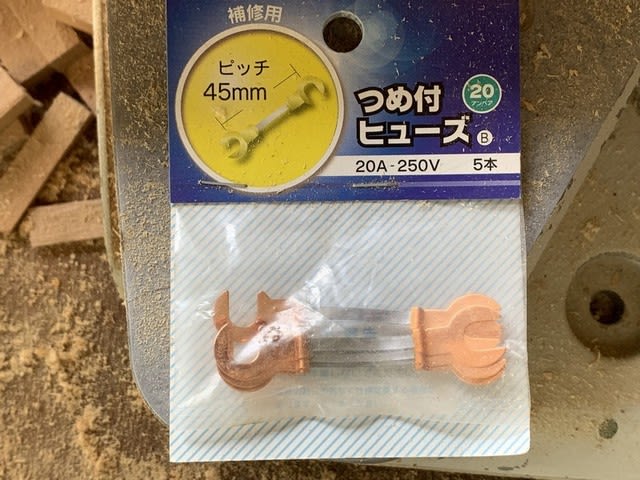 補修用
ピッチ
45mm
つめ付
ヒューズ B
20
アンペア
20A-250V 5本